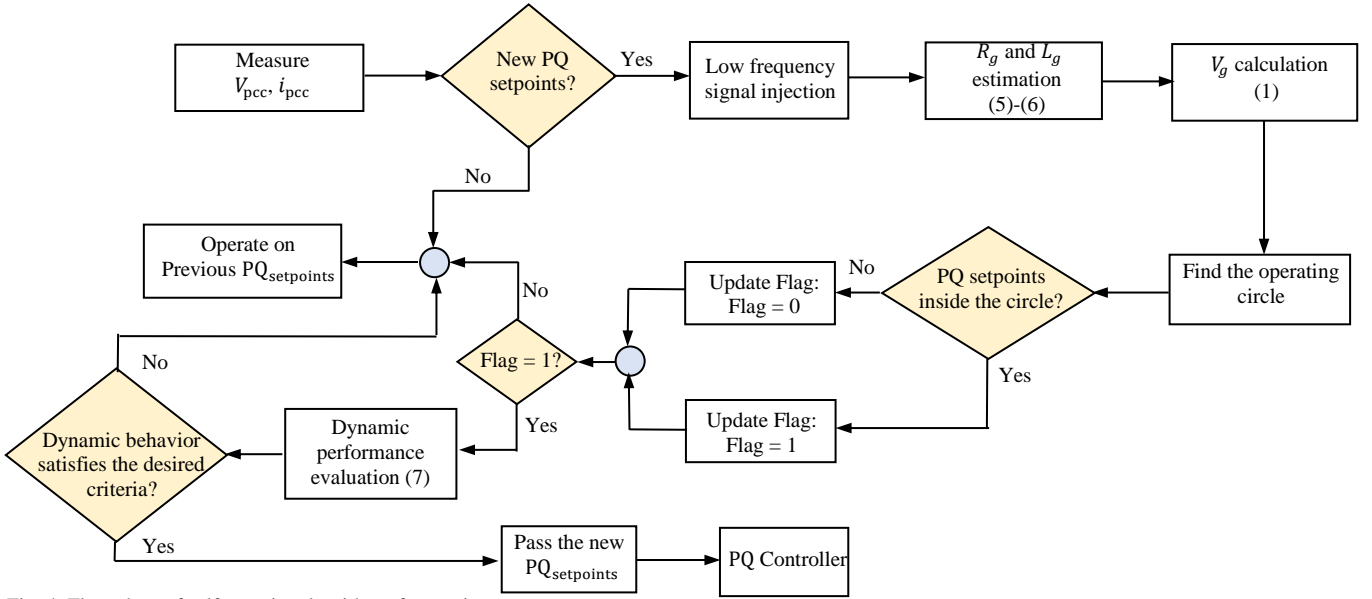 Measure
V_pcc, i_pcc
New PQ
setpoints?
Yes
Low frequency
signal injection
R_g and L_g
estimation
(5)-(6)
V_g calculation
(1)
No
Operate on
Previous PQ_setpoints
No
Flag = 1?
Yes
Update Flag:
Flag = 0
No
PQ setpoints
inside the circle?
Find the operating
circle
Yes
Update Flag:
Flag = 1
No
Dynamic behavior
satisfies the desired
criteria?
Dynamic
performance
evaluation (7)
Yes
Pass the new
PQ_setpoints
PQ Controller